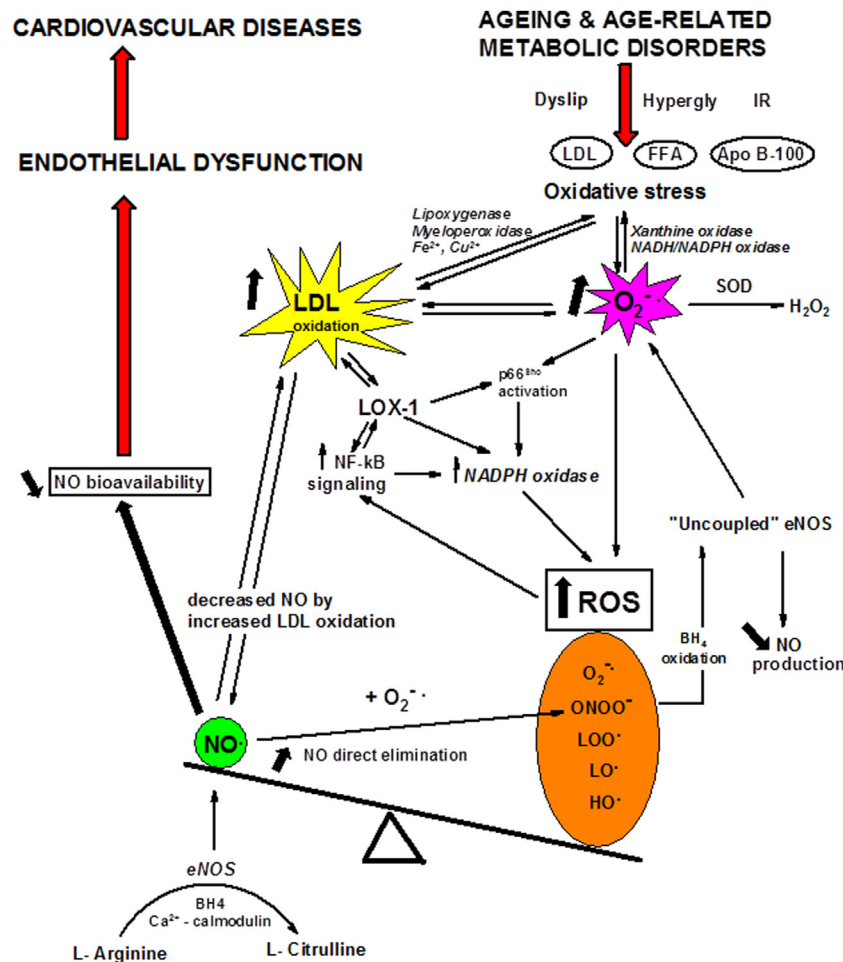 CARDIOVASCULAR DISEASES
AGEING & AGE-RELATED
METABOLIC DISORDERS
Dyslip Hypergly IR
LDL FFA Apo B-100
ENDOTHELIAL DYSFUNCTION
Oxidative stress
Lipoxygenase
Myeloperoxidase
Fe²⁺, Cu²⁺
Xanthine oxidase
NADH/NADPH oxidase
LDL
oxidation
O₂⁻·
SOD
H₂O₂
p66ˢʰᵒ
activation
LOX-1
NF-kB
signaling
NADPH oxidase
NO bioavailability
"Uncoupled" eNOS
decreased NO by
increased LDL oxidation
ROS
BH₄
oxidation
NO
production
+ O₂⁻·
O₂⁻·
ONOO⁻
LOO·
LO·
HO·
NO·
NO direct elimination
eNOS
BH4
Ca²⁺ - calmodulin
L- Arginine
L- Citrulline